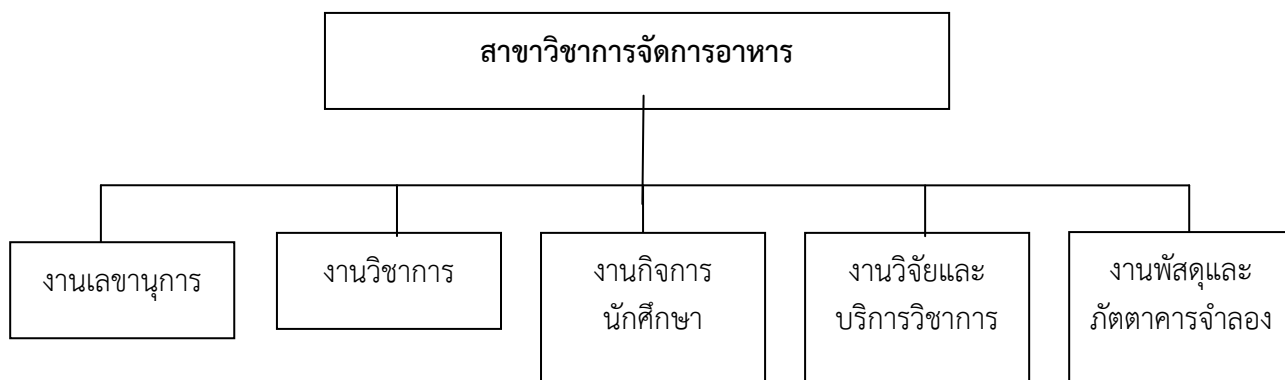 สาขาวิชาการจัดการอาหาร
งานเลขานุการ
งานวิชาการ
งานกิจการ
นักศึกษา
งานวิจัยและ
บริการวิชาการ
งานพัสดุและ
ภัตตาคารจำลอง